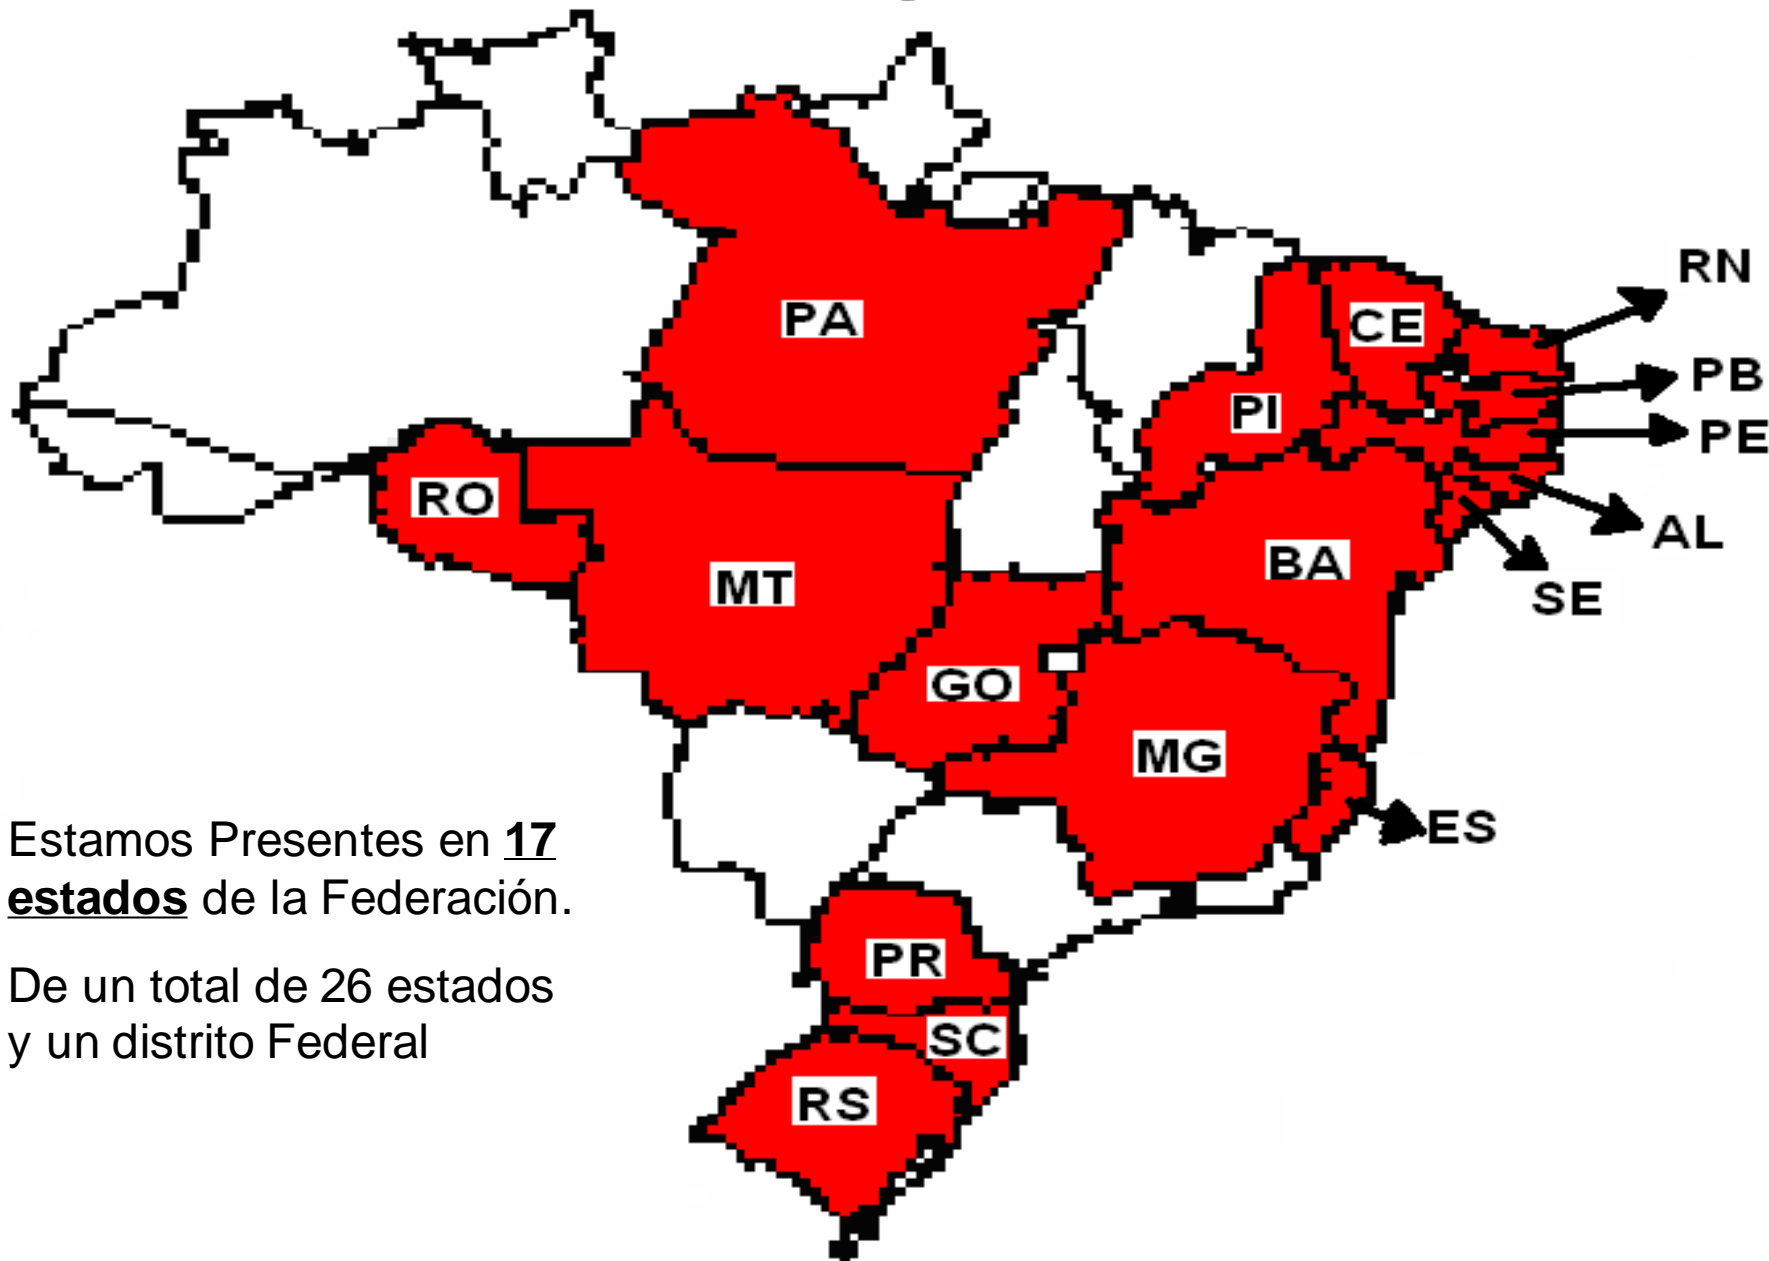 RN
PA
CE
PB
PI
PE
RO
AL
BA
MT
SE
GO
MG
ES
Estamos Presentes en 17
estados de la Federación.
PR
De un total de 26 estados
y un distrito Federal
SC
RS